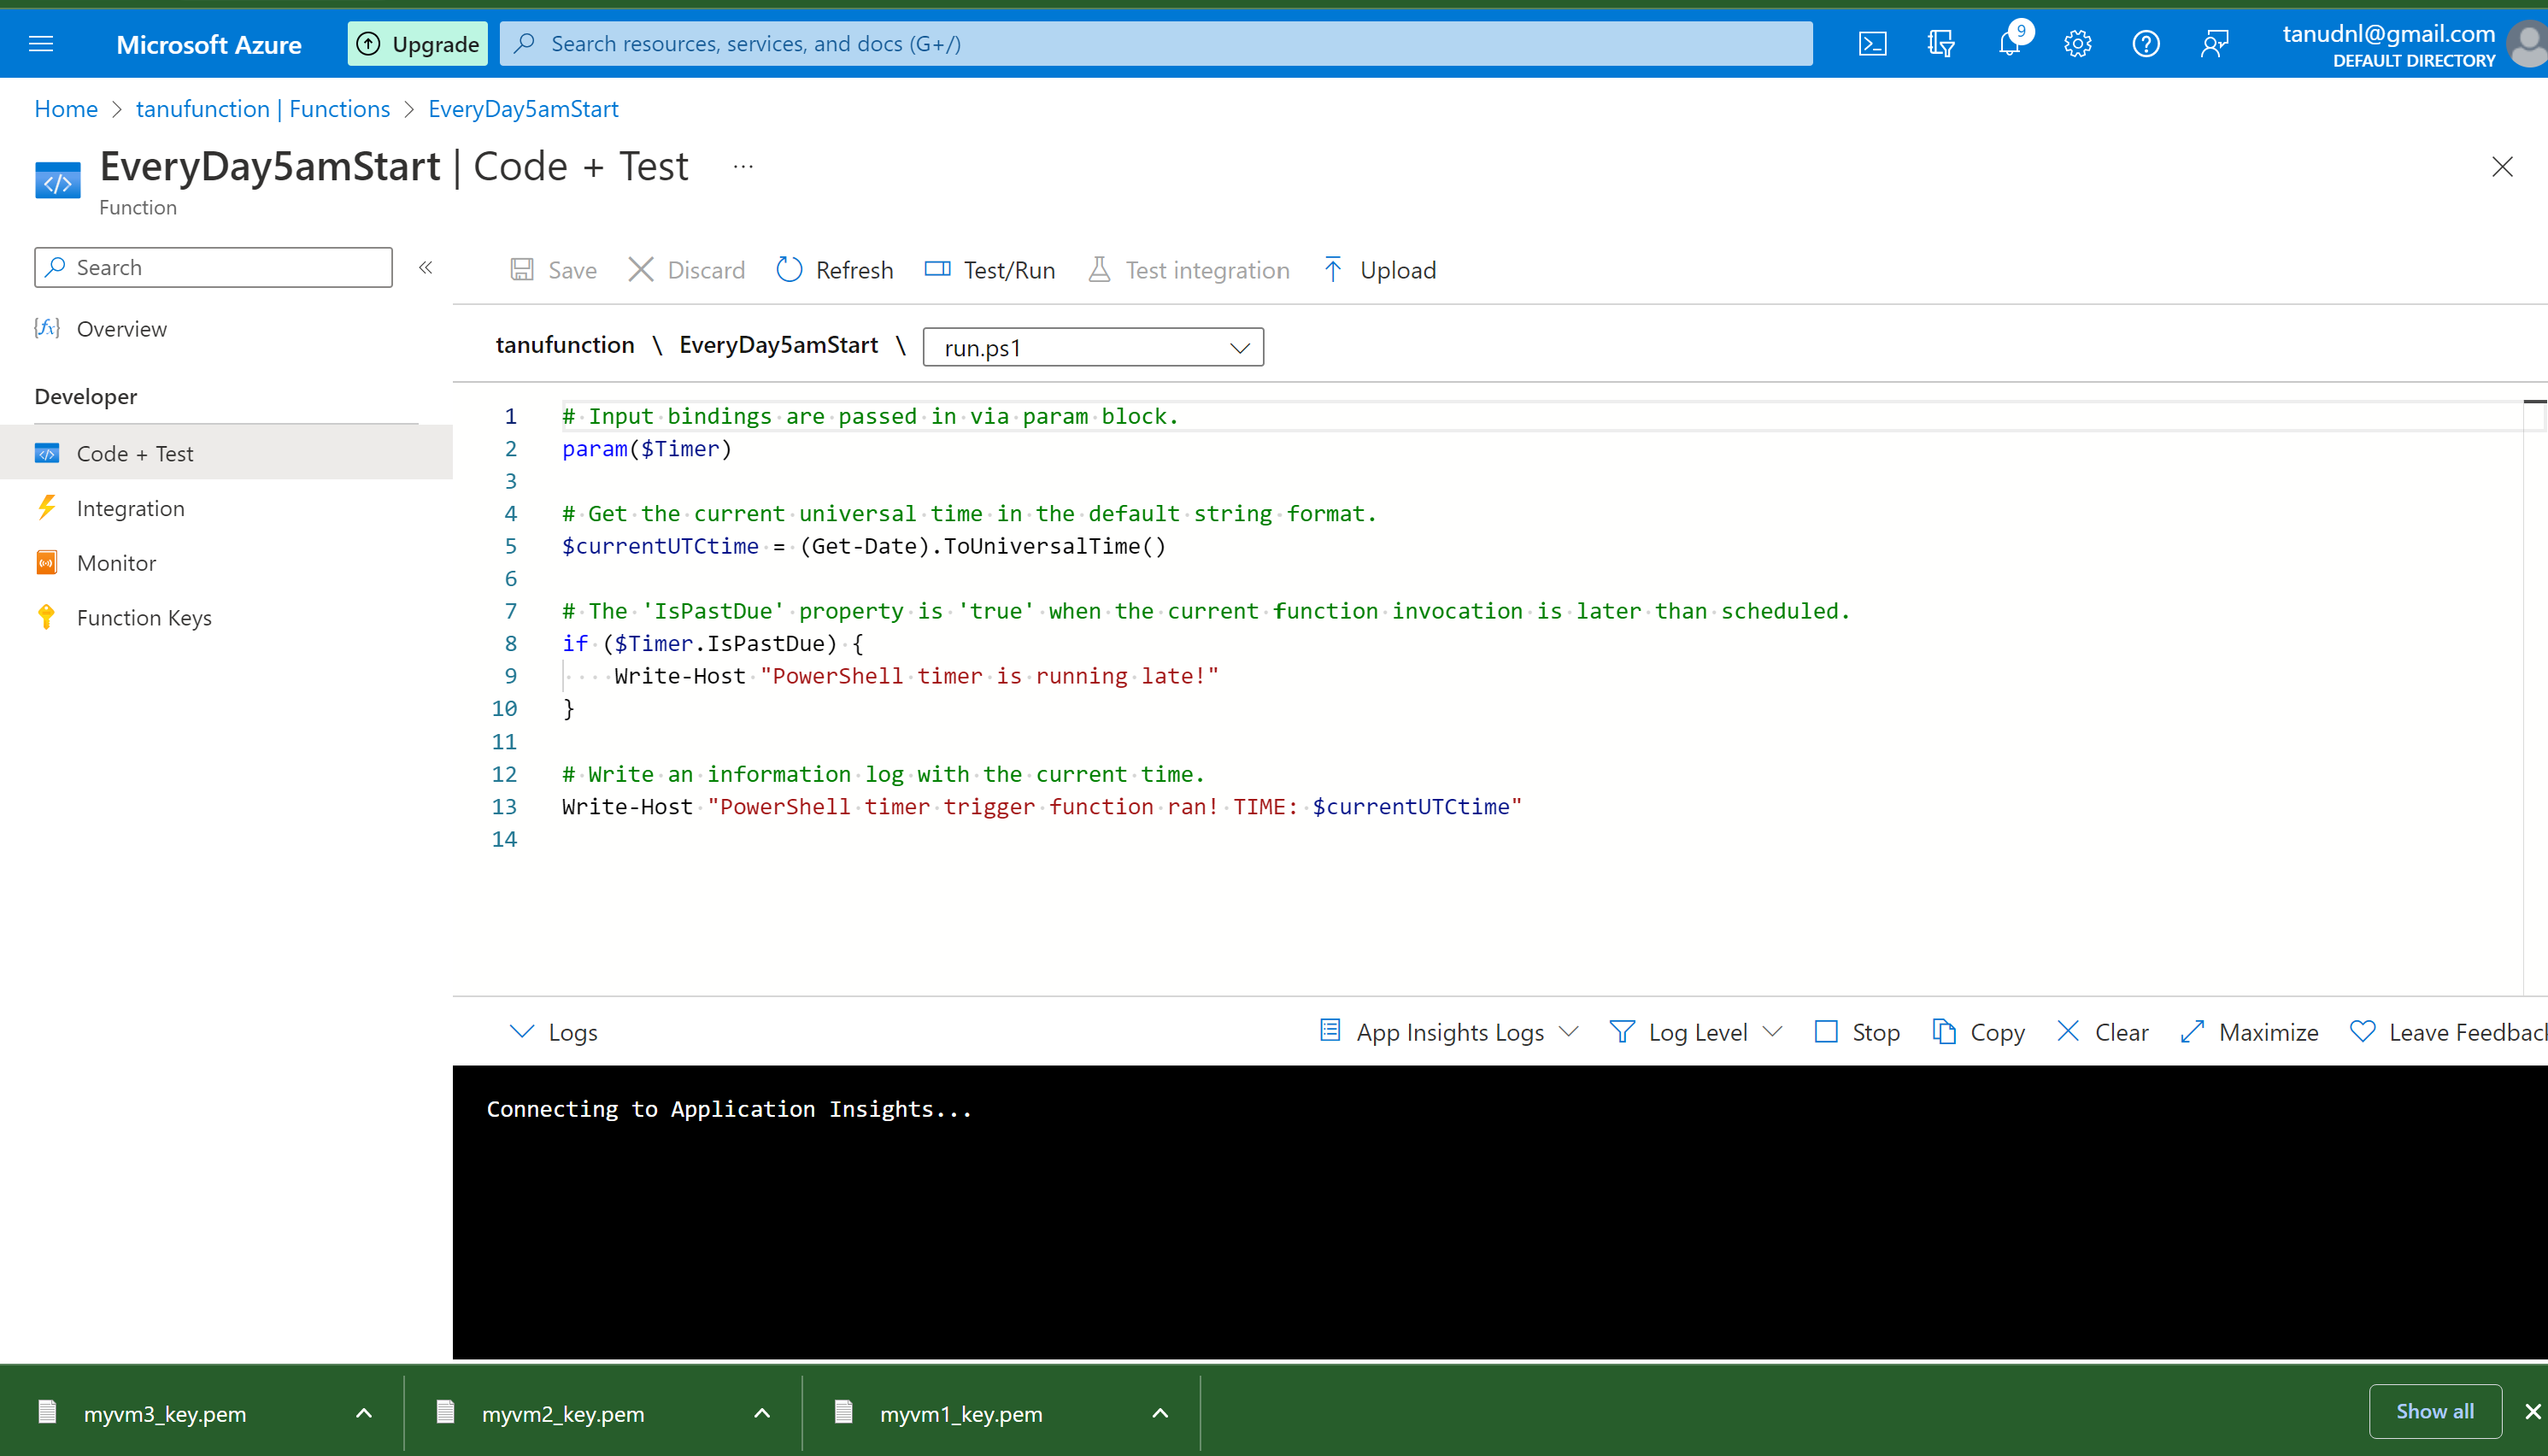 Microsoft Azure
Upgrade
Search resources, services, and docs (G+/)
9
tanudnl@gmail.com
DEFAULT DIRECTORY
Home > tanufunction | Functions > EveryDay5amStart
EveryDay5amStart | Code + Test ...
Function
Search «
Save Discard Refresh Test/Run Test integration Upload
Overview
tanufunction \ EveryDay5amStart \ run.ps1
Developer
Code + Test
Integration
Monitor
Function Keys
1 # Input bindings are passed in via param block.
2 param($Timer)
3
4 # Get the current universal time in the default string format.
5 $currentUTCtime = (Get-Date).ToUniversalTime()
6
7 # The 'IsPastDue' property is 'true' when the current function invocation is later than scheduled.
8 if ($Timer.IsPastDue) {
9     Write-Host "PowerShell timer is running late!"
10 }
11
12 # Write an information log with the current time.
13 Write-Host "PowerShell timer trigger function ran! TIME: $currentUTCtime"
14
Logs App Insights Logs Log Level Stop Copy Clear Maximize Leave Feedback
Connecting to Application Insights...
myvm3_key.pem myvm2_key.pem myvm1_key.pem Show all